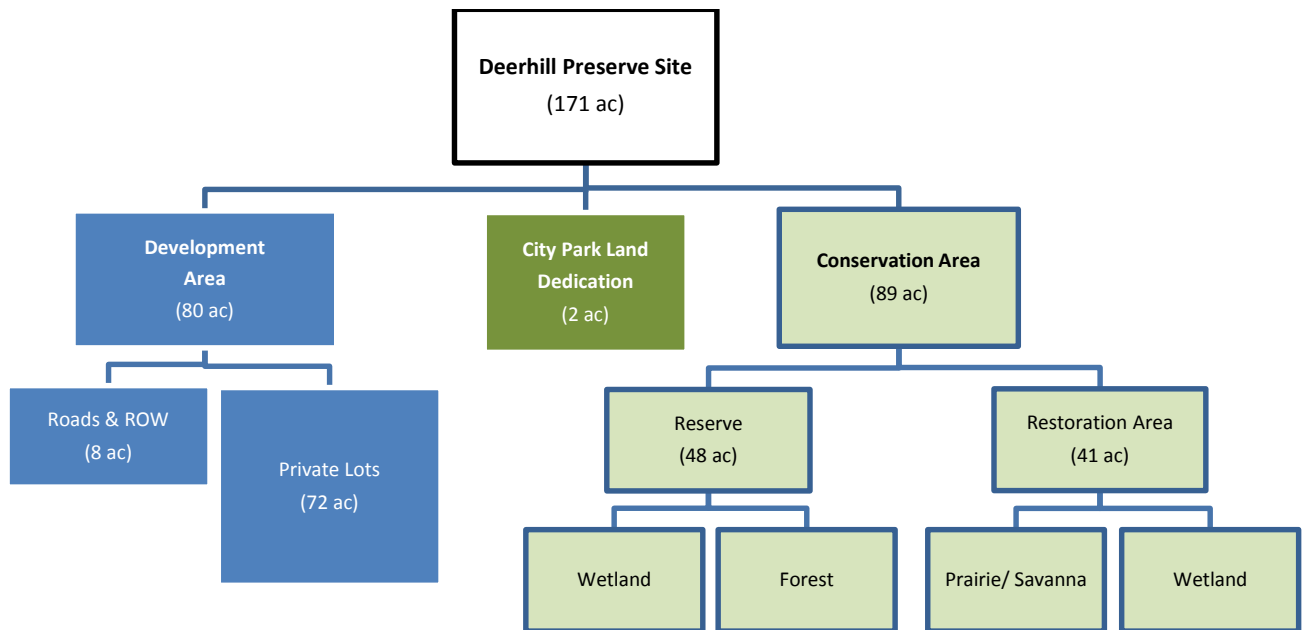 Deerhill Preserve Site
(171 ac)
Development
Area
(80 ac)
City Park Land
Dedication
(2 ac)
Conservation Area
(89 ac)
Roads & ROW
(8 ac)
Private Lots
(72 ac)
Reserve
(48 ac)
Restoration Area
(41 ac)
Wetland
Forest
Prairie/ Savanna
Wetland